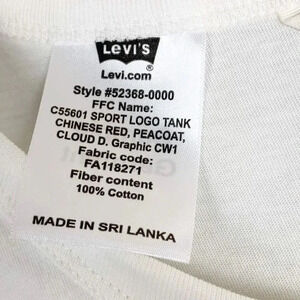 Levi's
Levi.com
Style #52368-0000
FFC Name:
C55601 SPORT LOGO TANK
CHINESE RED, PEACOAT,
CLOUD D. Graphic CW1
Fabric code:
FA118271
Fiber content
100% Cotton
MADE IN SRI LANKA